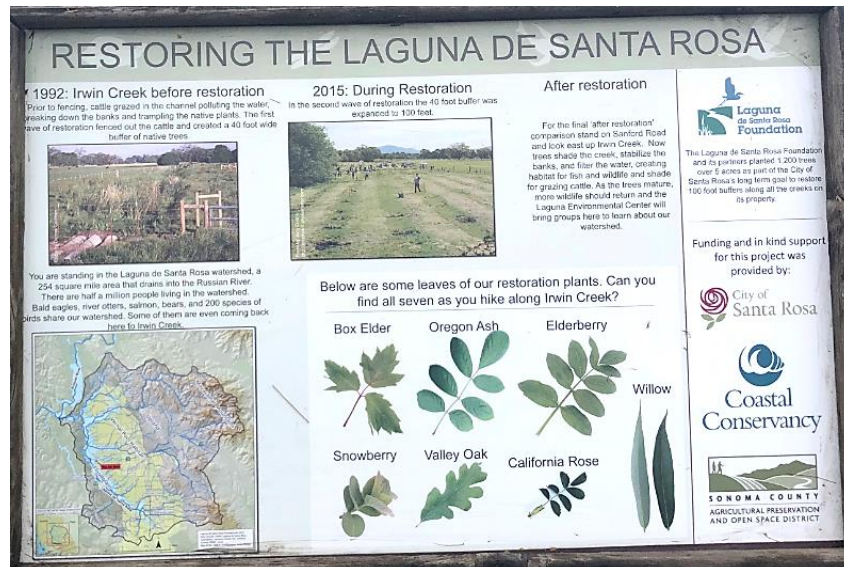 RESTORING THE LAGUNA DE SANTA ROSA
1992: Irwin Creek before restoration
Prior to fencing, cattle grazed in the channel polluting the water,
breaking down the banks and trampling the native plants. The first
wave of restoration fenced out the cattle and created a 40 foot wide
buffer of native trees.
You are standing in the Laguna de Santa Rosa watershed, a
254 square mile area that drains into the Russian River.
There are half a million people living in the watershed.
Bald eagles, river otters, salmon, bears, and 200 species of
birds share our watershed. Some of them are even coming back
here to Irwin Creek.
2015: During Restoration
In the second wave of restoration the 40 foot buffer was
expanded to 100 feet.
After restoration
For the final 'after restoration'
comparison stand on Sanford Road
and look east up Irwin Creek. Now
trees shade the creek, stabilize the
banks, and filter the water, creating
habitat for fish and wildlife and shade
for grazing cattle. As the trees mature,
more wildlife should return and the
Laguna Environmental Center will
bring groups here to learn about our
watershed.
Below are some leaves of our restoration plants. Can you
find all seven as you hike along Irwin Creek?
Box Elder
Oregon Ash
Elderberry
Willow
Snowberry
Valley Oak
California Rose
Laguna
de Santa Rosa
Foundation
The Laguna de Santa Rosa Foundation
and its partners planted 1,200 trees
over 5 acres as part of the City of
Santa Rosa's long term goal to restore
100 foot buffers along all the creeks on
its property.
Funding and in kind support
for this project was
provided by:
City of
Santa Rosa
Coastal
Conservancy
SONOMA COUNTY
AGRICULTURAL PRESERVATION
AND OPEN SPACE DISTRICT